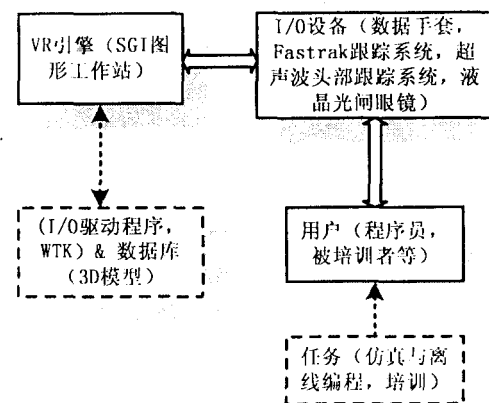 VR引擎（SGI图
形工作站）
I/O设备（数据手套，
Fastrak跟踪系统，超
声波头部跟踪系统，液
晶光闸眼镜）
(I/O驱动程序，
WTK) & 数据库
（3D模型）
用户（程序员，
被培训者等）
任务（仿真与离
线编程，培训）